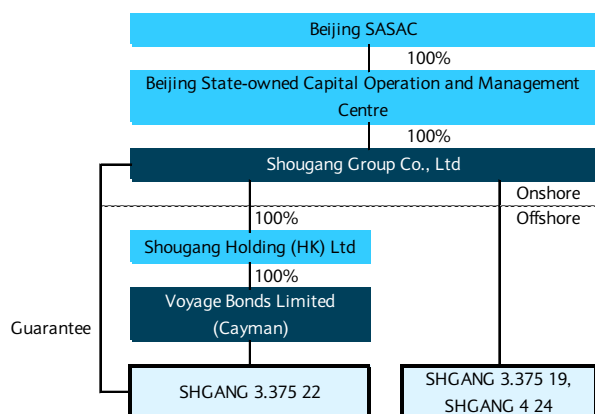 Beijing SASAC
100%
Beijing State-owned Capital Operation and Management
Centre
100%
Shougang Group Co., Ltd
Onshore
Offshore
100%
Shougang Holding (HK) Ltd
100%
Voyage Bonds Limited
(Cayman)
Guarantee
SHGANG 3.375 22
SHGANG 3.375 19,
SHGANG 4 24